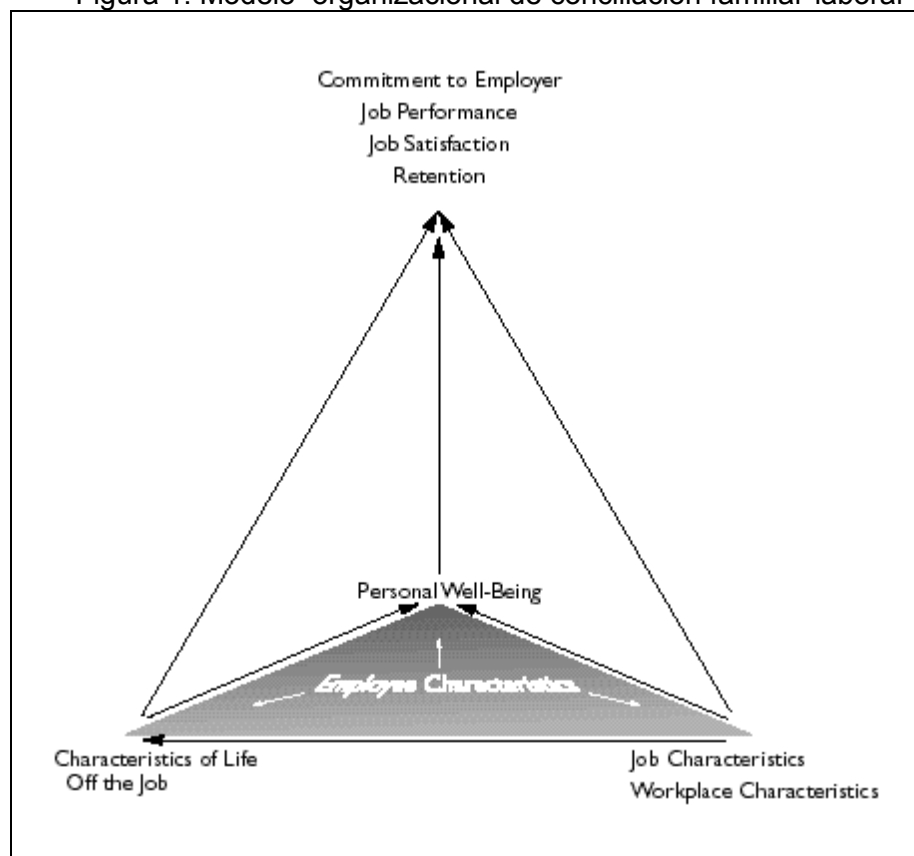 Figura 1. Modelo organizacional de conciliación familiar-laboral
Commitment to Employer
Job Performance
Job Satisfaction
Retention
Personal Well-Being
Employee Characteristics
Characteristics of Life
Off the Job
Job Characteristics
Workplace Characteristics